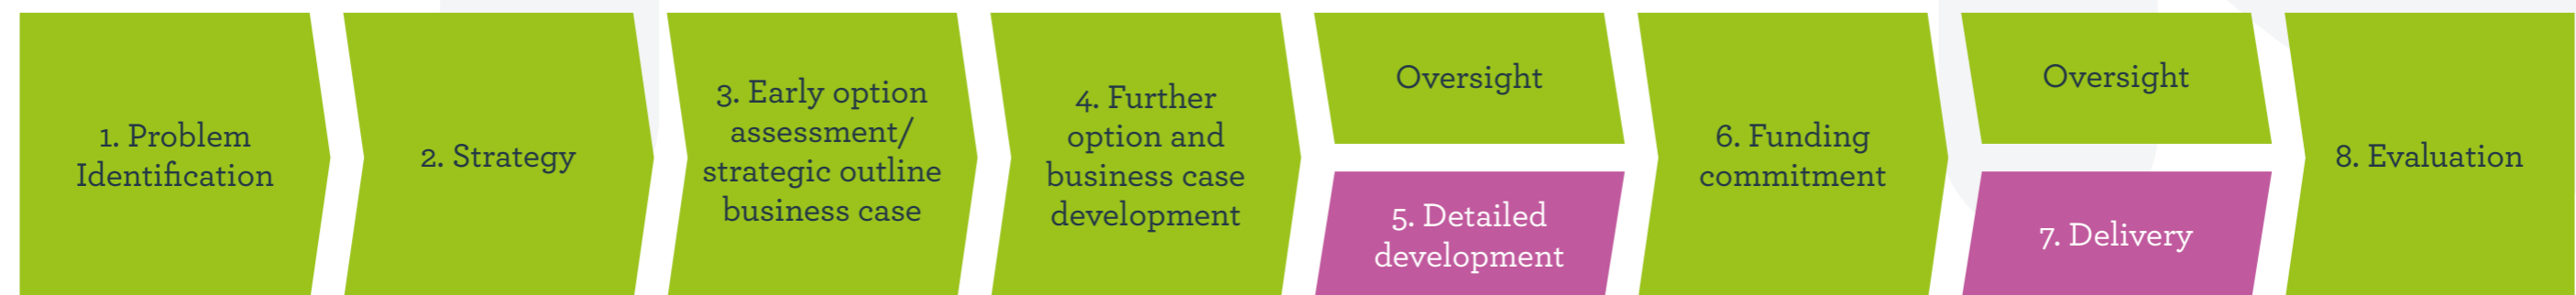 1. Problem
Identification
2. Strategy
3. Early option
assessment/
strategic outline
business case
4. Further
option and
business case
development
Oversight
5. Detailed
development
6. Funding
commitment
Oversight
7. Delivery
8. Evaluation